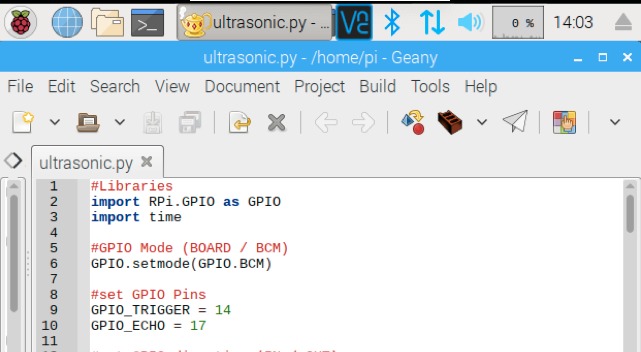 ultrasonic.py - ...
0 %
14:03
ultrasonic.py - /home/pi - Geany
File Edit Search View Document Project Build Tools Help
ultrasonic.py
1 #Libraries
2 import RPi.GPIO as GPIO
3 import time
4
5 #GPIO Mode (BOARD / BCM)
6 GPIO.setmode(GPIO.BCM)
7
8 #set GPIO Pins
9 GPIO_TRIGGER = 14
10 GPIO_ECHO = 17
11